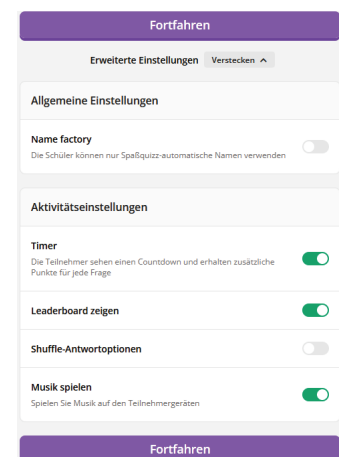 Fortfahren
Erweiterte Einstellungen Verstecken
Allgemeine Einstellungen
Name factory
Die Schüler können nur Spaßquizz-automatische Namen verwenden
Aktivitätseinstellungen
Timer
Die Teilnehmer sehen einen Countdown und erhalten zusätzliche
Punkte für jede Frage
Leaderboard zeigen
Shuffle-Antwortoptionen
Musik spielen
Spielen Sie Musik auf den Teilnehmergeräten
Fortfahren